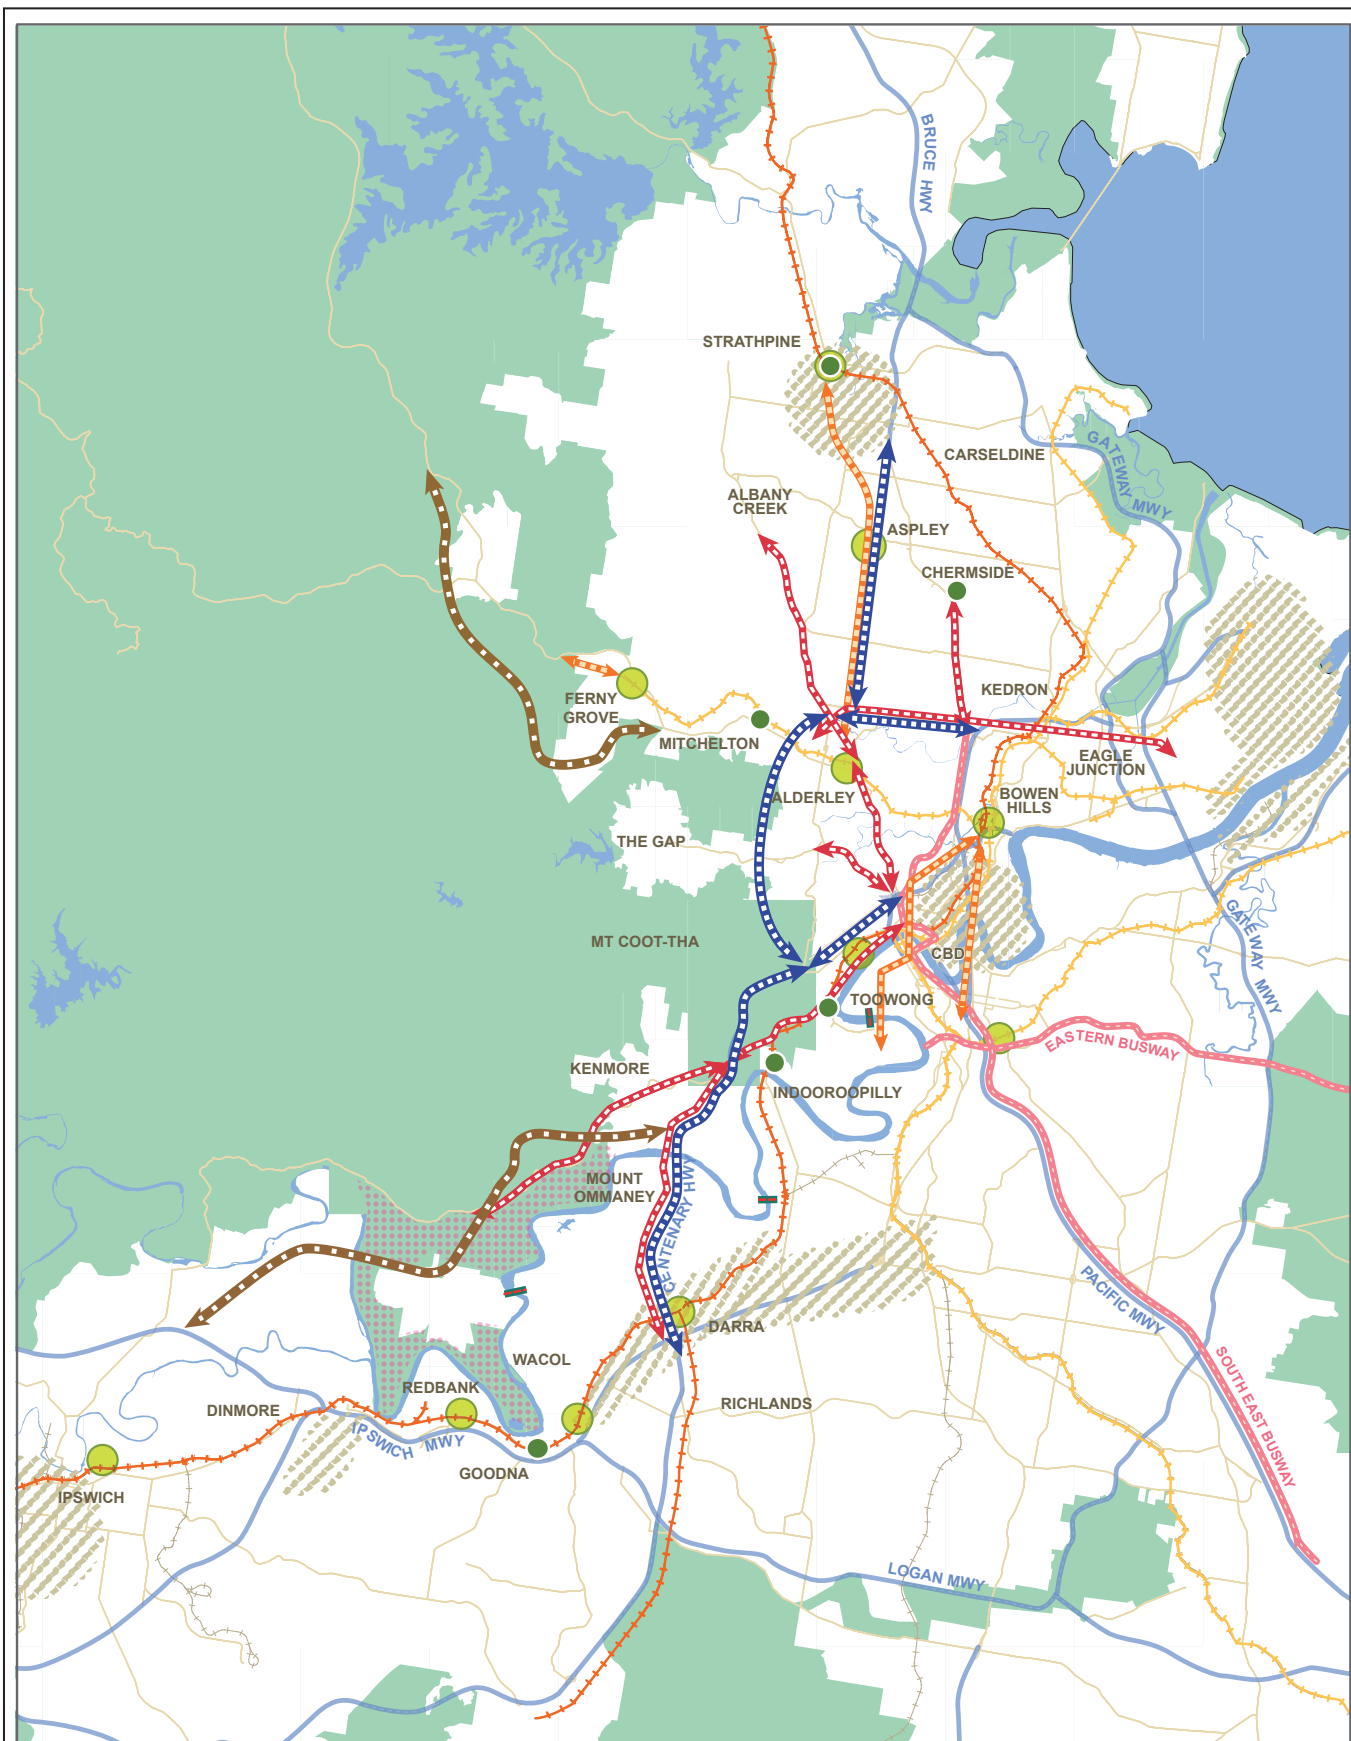 BRUCE HWY
STRATHPINE
GATEWAY MWY
CARSELDINE
ALBANY
CREEK
ASPLEY
CHERMSIDE
KEDRON
FERNY
GROVE
MITCHELTON
EAGLE
JUNCTION
ALDERLEY
BOWEN
HILLS
THE GAP
MT COOT-THA
CBD
GATEWAY MWY
TOOWONG
EASTERN BUSWAY
KENMORE
INDOOROOPILLY
MOUNT
OMMANEY
CENTENARY HWY
PACIFIC MWY
DARRA
WACOL
SOUTH EAST BUSWAY
REDBANK
RICHLANDS
DINMORE
IPSWICH MWY
GOODNA
IPSWICH
LOGAN MWY